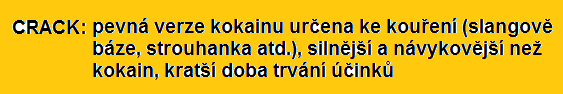 CRACK: pevná verze kokainu určena ke kouření (slangově
báze, strouhanka atd.), silnější a návykovější než
kokain, kratší doba trvání účinků